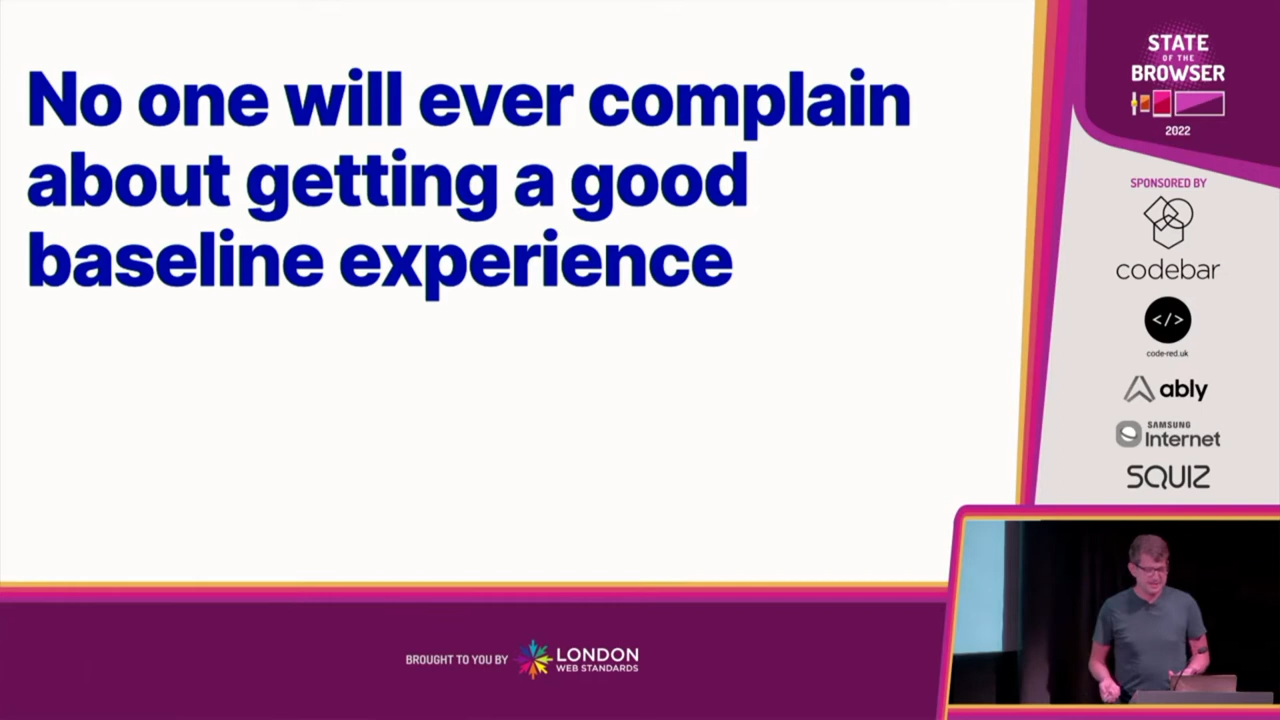 No one will ever complain
about getting a good
baseline experience
STATE
OF THE
BROWSER
2022
SPONSORED BY
codebar
</>
code-red.uk
ably
SAMSUNG
Internet
SQUIZ
BROUGHT TO YOU BY
LONDON
WEB STANDARDS